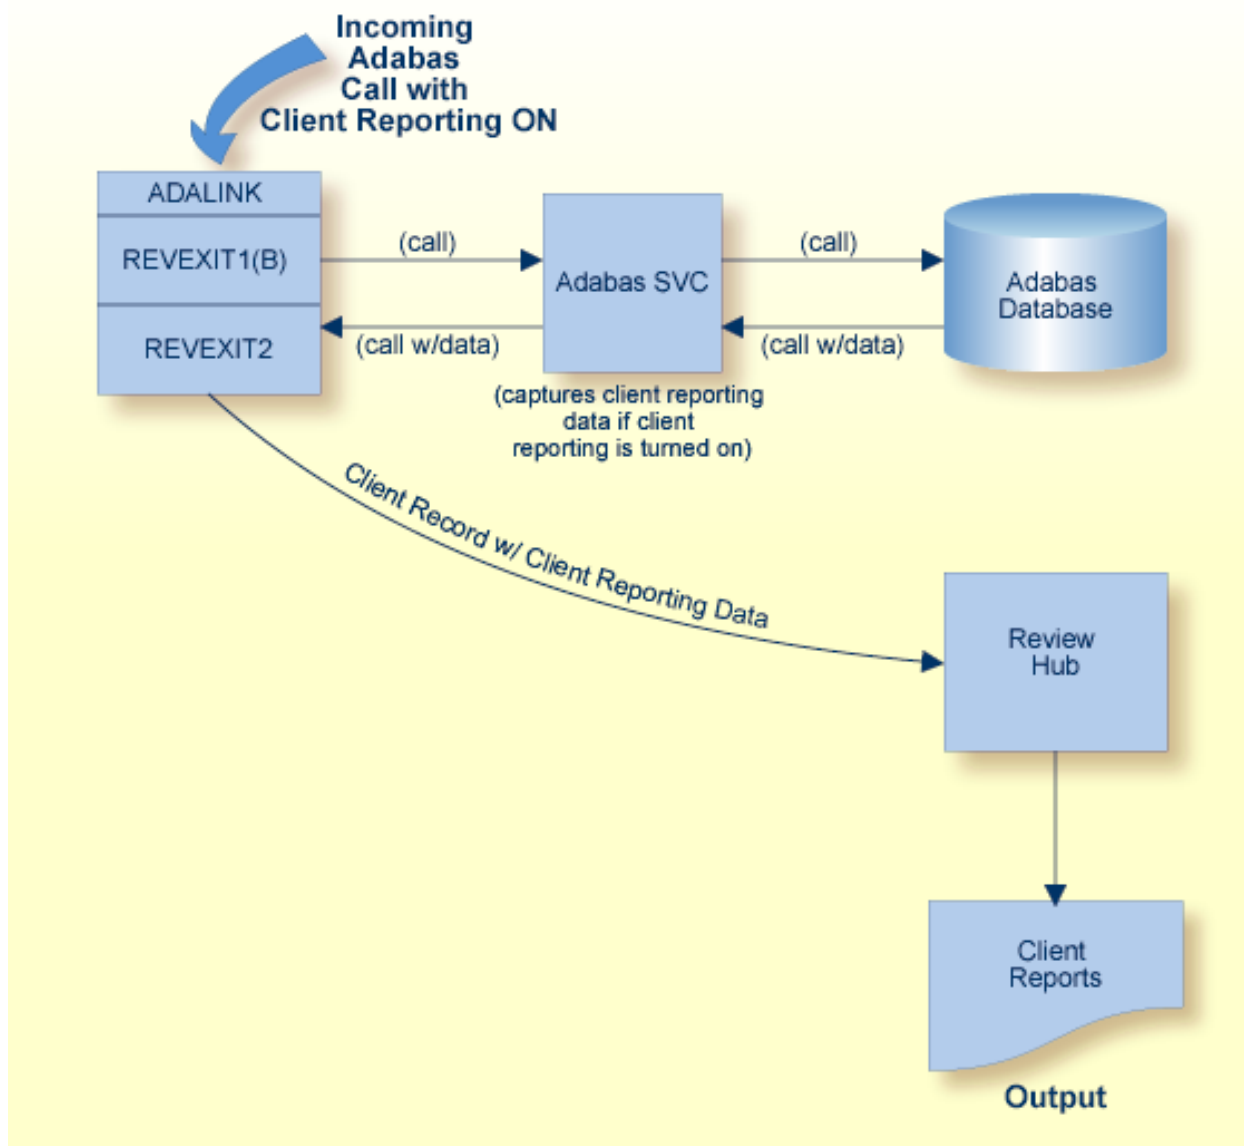 Incoming
Adabas
Call with
Client Reporting ON
ADALINK
REVEXIT1(B)
REVEXIT2
(call)
(call w/data)
Adabas SVC
(captures client reporting
data if client
reporting is turned on)
(call)
(call w/data)
Adabas
Database
Client Record w/ Client Reporting Data
Review
Hub
Client
Reports
Output